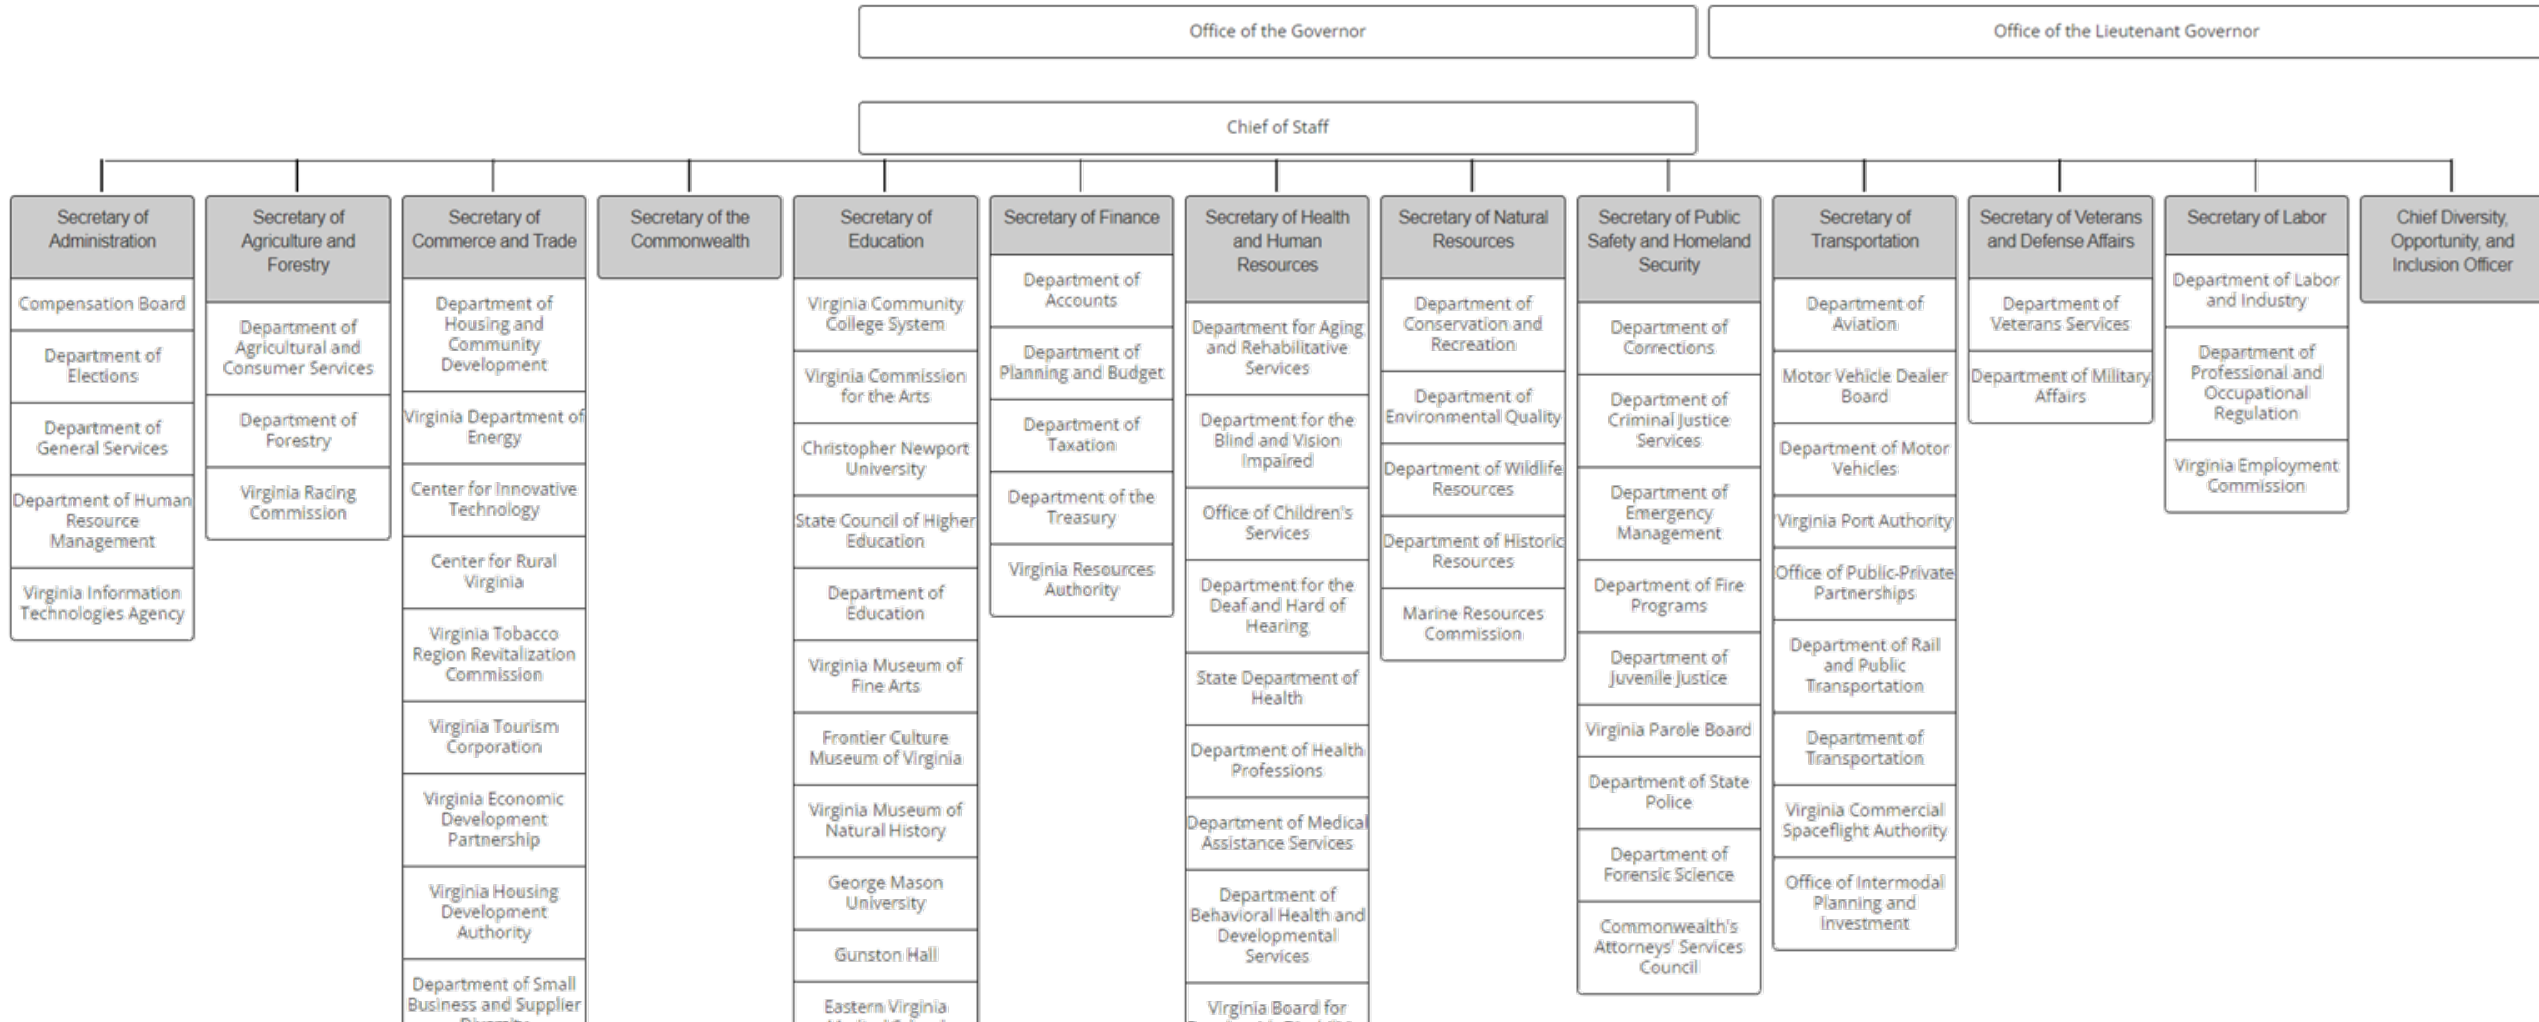 Office of the Governor
Office of the Lieutenant Governor
Chief of Staff
Secretary of
Administration
Compensation Board
Department of
Elections
Department of
General Services
Department of Human
Resource
Management
Virginia Information
Technologies Agency
Secretary of
Agriculture and
Forestry
Department of
Agricultural and
Consumer Services
Department of
Forestry
Virginia Racing
Commission
Secretary of
Commerce and Trade
Department of
Housing and
Community
Development
Virginia Department of
Energy
Center for Innovative
Technology
Center for Rural
Virginia
Virginia Tobacco
Region Revitalization
Commission
Virginia Tourism
Corporation
Virginia Economic
Development
Partnership
Virginia Housing
Development
Authority
Department of Small
Business and Supplier
Secretary of the
Commonwealth
Secretary of
Education
Virginia Community
College System
Virginia Commission
for the Arts
Christopher Newport
University
State Council of Higher
Education
Department of
Education
Virginia Museum of
Fine Arts
Frontier Culture
Museum of Virginia
Virginia Museum of
Natural History
George Mason
University
Gunston Hall
Eastern Virginia
Secretary of Finance
Department of
Accounts
Department of
Planning and Budget
Department of
Taxation
Department of the
Treasury
Virginia Resources
Authority
Secretary of Health
and Human
Resources
Department for Aging
and Rehabilitative
Services
Department for the
Blind and Vision
Impaired
Office of Children's
Services
Department for the
Deaf and Hard of
Hearing
State Department of
Health
Department of Health
Professions
Department of Medical
Assistance Services
Department of
Behavioral Health and
Developmental
Services
Virginia Board for
Secretary of Natural
Resources
Department of
Conservation and
Recreation
Department of
Environmental Quality
Department of Wildlife
Resources
Department of Historic
Resources
Marine Resources
Commission
Secretary of Public
Safety and Homeland
Security
Department of
Corrections
Department of
Criminal Justice
Services
Department of
Emergency
Management
Department of Fire
Programs
Department of
Juvenile Justice
Virginia Parole Board
Department of State
Police
Department of
Forensic Science
Commonwealth's
Attorneys' Services
Council
Secretary of
Transportation
Department of
Aviation
Motor Vehicle Dealer
Board
Department of Motor
Vehicles
Virginia Port Authority
Office of Public-Private
Partnerships
Department of Rail
and Public
Transportation
Department of
Transportation
Virginia Commercial
Spaceflight Authority
Office of Intermodal
Planning and
Investment
Secretary of Veterans
and Defense Affairs
Department of
Veterans Services
Department of Military
Affairs
Secretary of Labor
Department of Labor
and Industry
Department of
Professional and
Occupational
Regulation
Virginia Employment
Commission
Chief Diversity,
Opportunity, and
Inclusion Officer